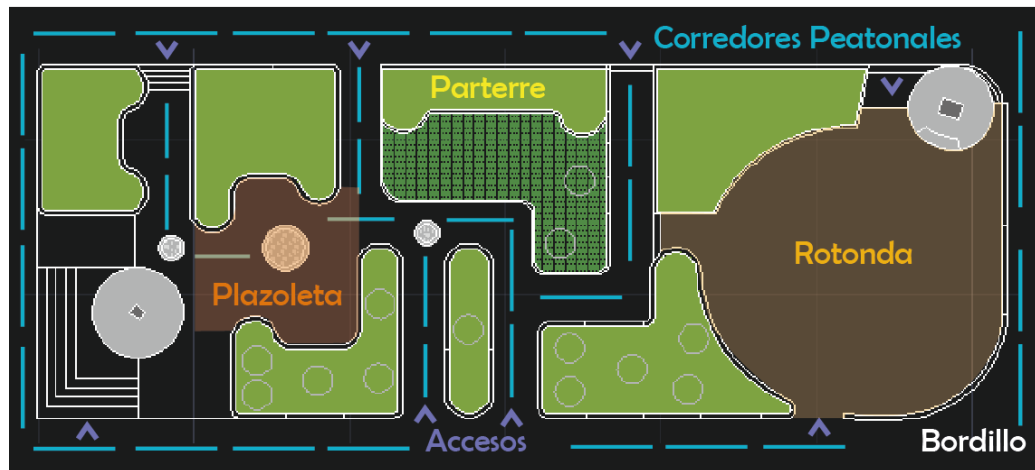 Corredores Peatonales
Parterre
Rotonda
Plazoleta
Accesos
Bordillo